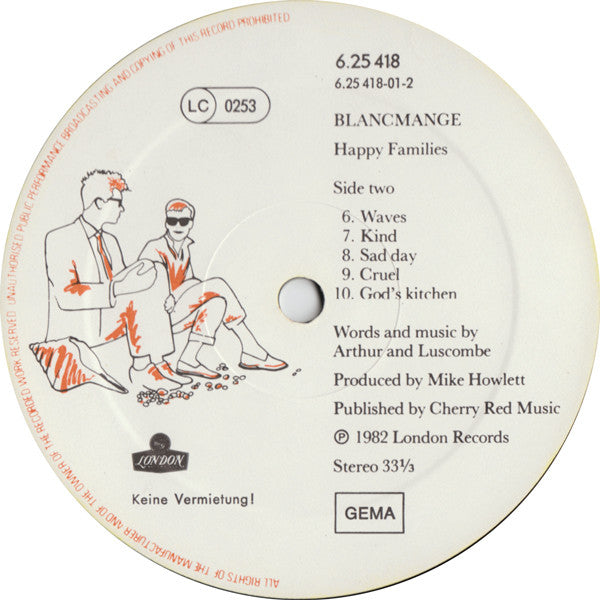 ALL RIGHTS OF THE MANUFACTURER AND OF THE OWNER OF THE RECORDED WORK RESERVED UNAUTHORISED PUBLIC PERFORMANCE BROADCASTING AND COPYING OF THIS RECORD PROHIBITED
6.25 418
6.25 418-01-2
LC 0253
BLANCMANGE
Happy Families
Side two
6. Waves
7. Kind
8. Sad day
9. Cruel
10. God's kitchen
Words and music by
Arthur and Luscombe
Produced by Mike Howlett
Published by Cherry Red Music
℗ 1982 London Records
Stereo 33⅓
LONDON
Keine Vermietung!
GEMA